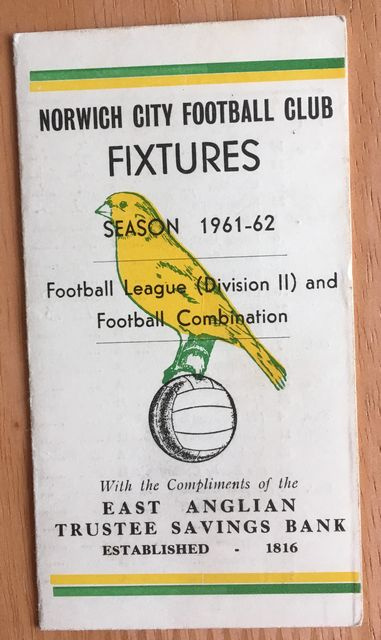 NORWICH CITY FOOTBALL CLUB
FIXTURES
SEASON 1961-62
Football League (Division II) and
Football Combination
With the Compliments of the
EAST ANGLIAN
TRUSTEE SAVINGS BANK
ESTABLISHED - 1816